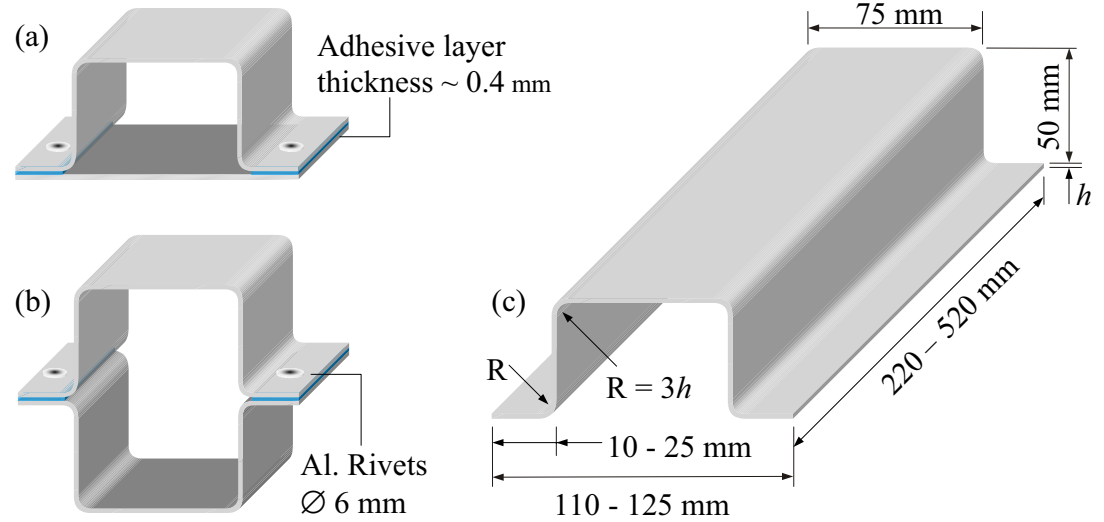 (a)
Adhesive layer
thickness ~ 0.4 mm
(b)
Al. Rivets
∅ 6 mm
(c)
75 mm
50 mm
h
220 – 520 mm
R
R = 3h
10 - 25 mm
110 - 125 mm